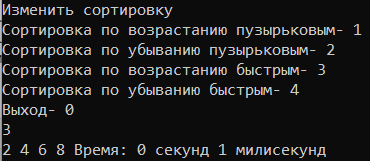 Изменить сортировку
Сортировка по возрастанию пузырьковым- 1
Сортировка по убыванию пузырьковым- 2
Сортировка по возрастанию быстрым- 3
Сортировка по убыванию быстрым- 4
Выход- 0
3
2 4 6 8 Время: 0 секунд 1 милисекунд